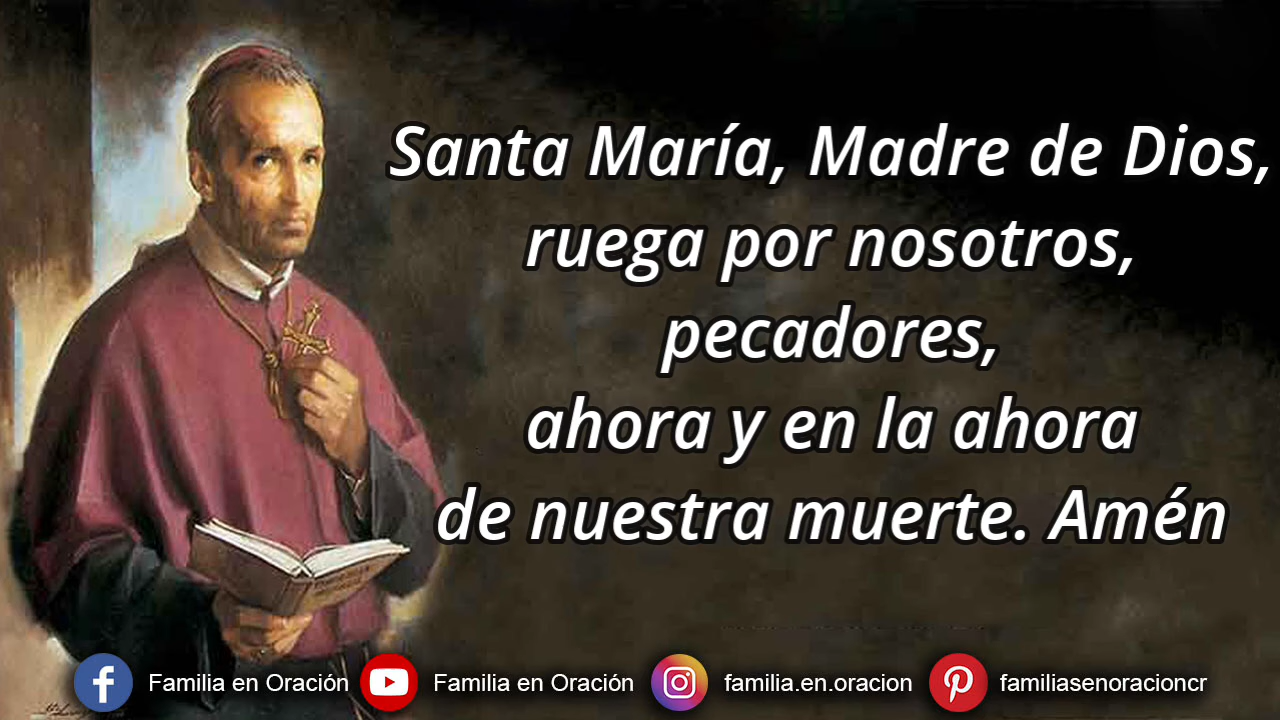 Santa María, Madre de Dios,
ruega por nosotros,
pecadores,
ahora y en la ahora
de nuestra muerte. Amén
Familia en Oración
Familia en Oración
familia.en.oracion
familiasenoracioncr